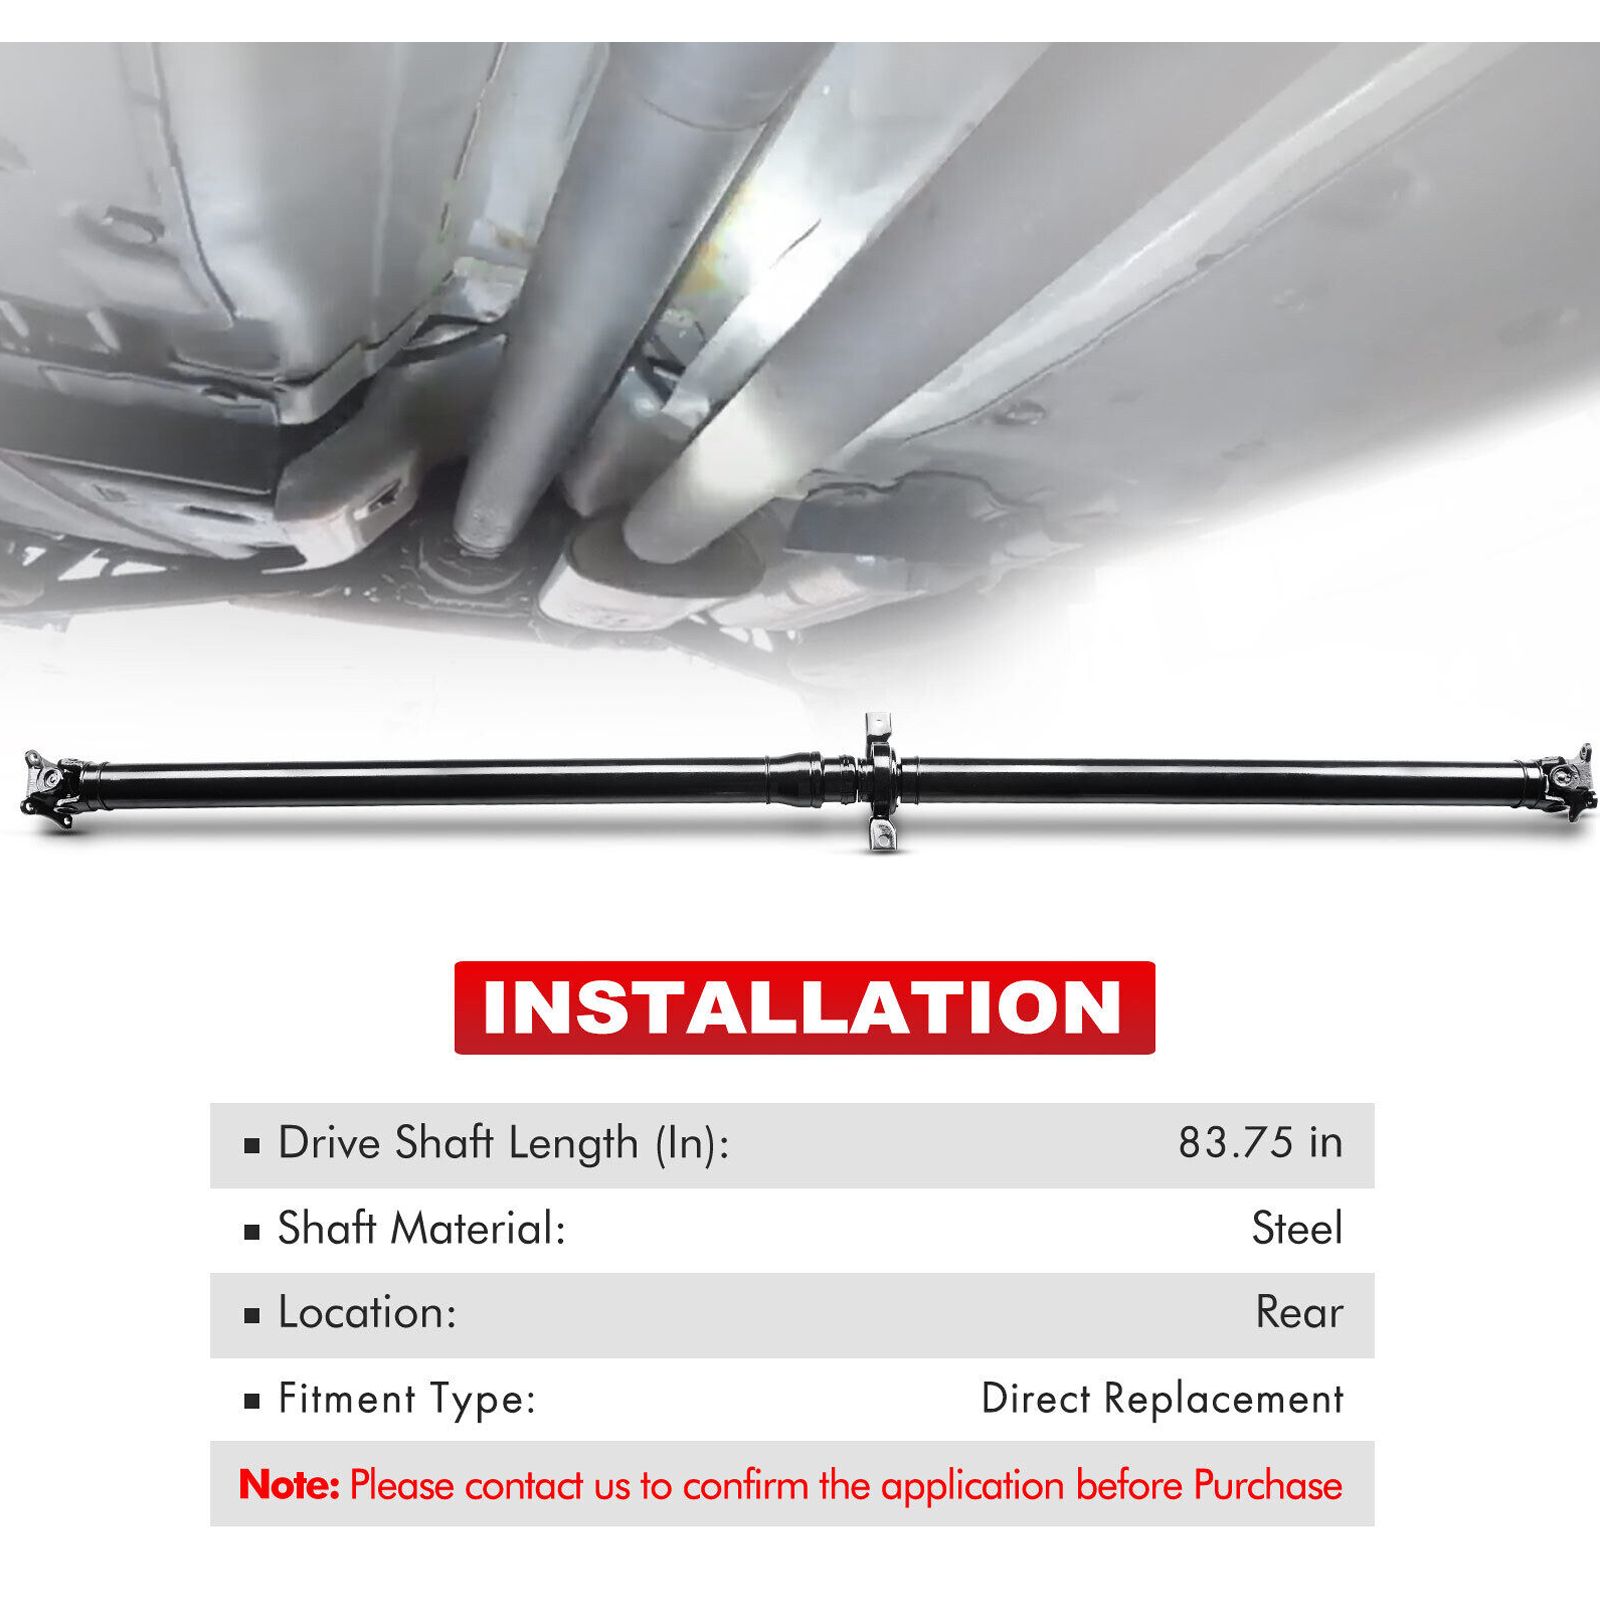 INSTALLATION
▪ Drive Shaft Length (In): 83.75 in
▪ Shaft Material: Steel
▪ Location: Rear
▪ Fitment Type: Direct Replacement
Note: Please contact us to confirm the application before Purchase